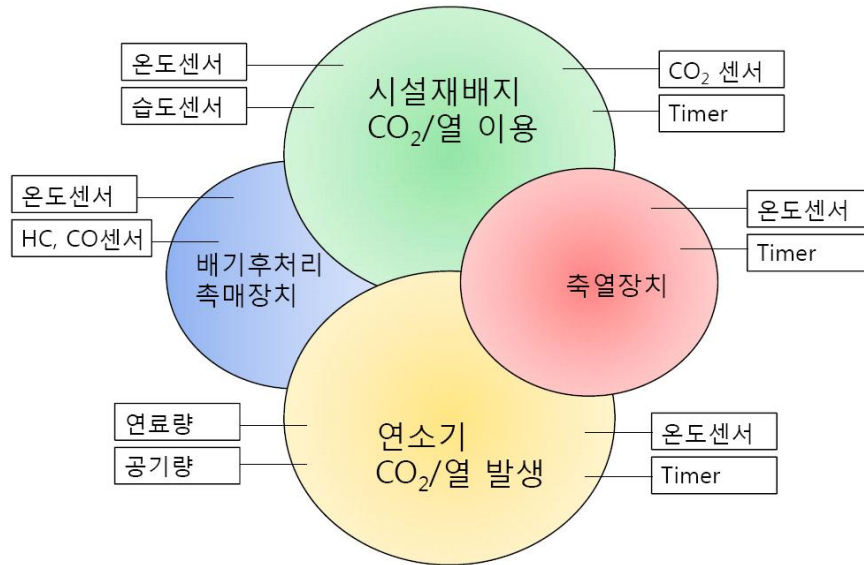 온도센서
습도센서
시설재배지
CO₂/열 이용
CO₂ 센서
Timer
온도센서
HC, CO센서
배기후처리
촉매장치
온도센서
Timer
축열장치
연료량
공기량
연소기
CO₂/열 발생
온도센서
Timer